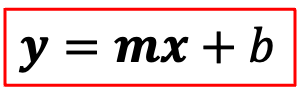 y = mx + b